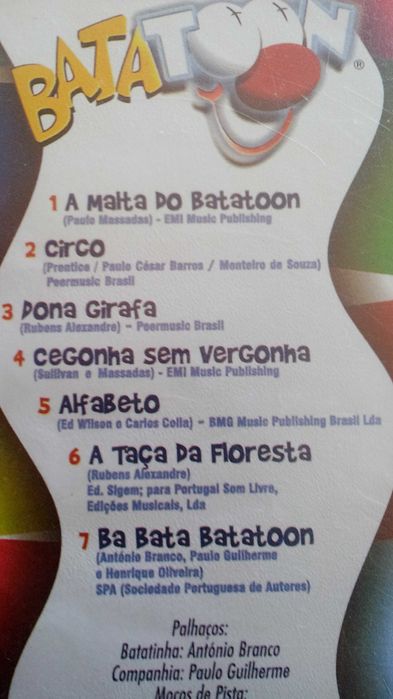 BATATOON
®
1 A Malta do Batatoon
(Paulo Massadas) - EMI Music Publishing
2 Circo
(Prentice / Paulo César Barros / Monteiro de Souza)
Peermusic Brasil
3 Dona Girafa
(Rubens Alexandre) - Peermusic Brasil
4 Cegonha sem Vergonha
(Sullivan e Massadas) - EMI Music Publishing
5 Alfabeto
(Ed Wilson e Carlos Colla) - BMG Music Publishing Brasil Lda
6 A Taça da Floresta
(Rubens Alexandre)
Ed. Sigem; para Portugal Som Livre,
Edições Musicais, Lda
7 Ba Bata Batatoon
(António Branco, Paulo Guilherme
e Henrique Oliveira)
SPA (Sociedade Portuguesa de Autores)
Palhaços:
Batatinha: António Branco
Companhia: Paulo Guilherme
Moços de Pista: